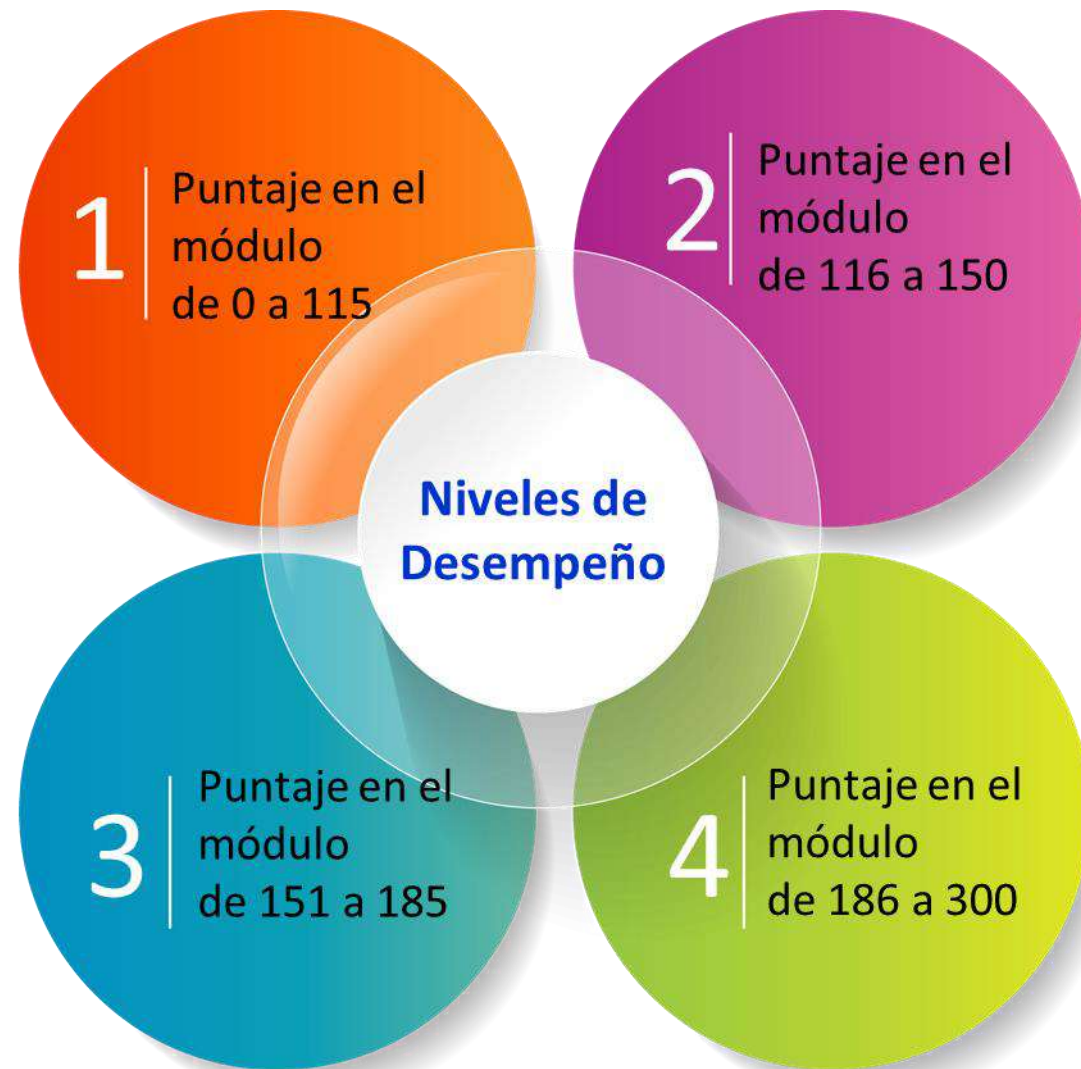 1
Puntaje en el
módulo
de 0 a 115
2
Puntaje en el
módulo
de 116 a 150
Niveles de
Desempeño
3
Puntaje en el
módulo
de 151 a 185
4
Puntaje en el
módulo
de 186 a 300